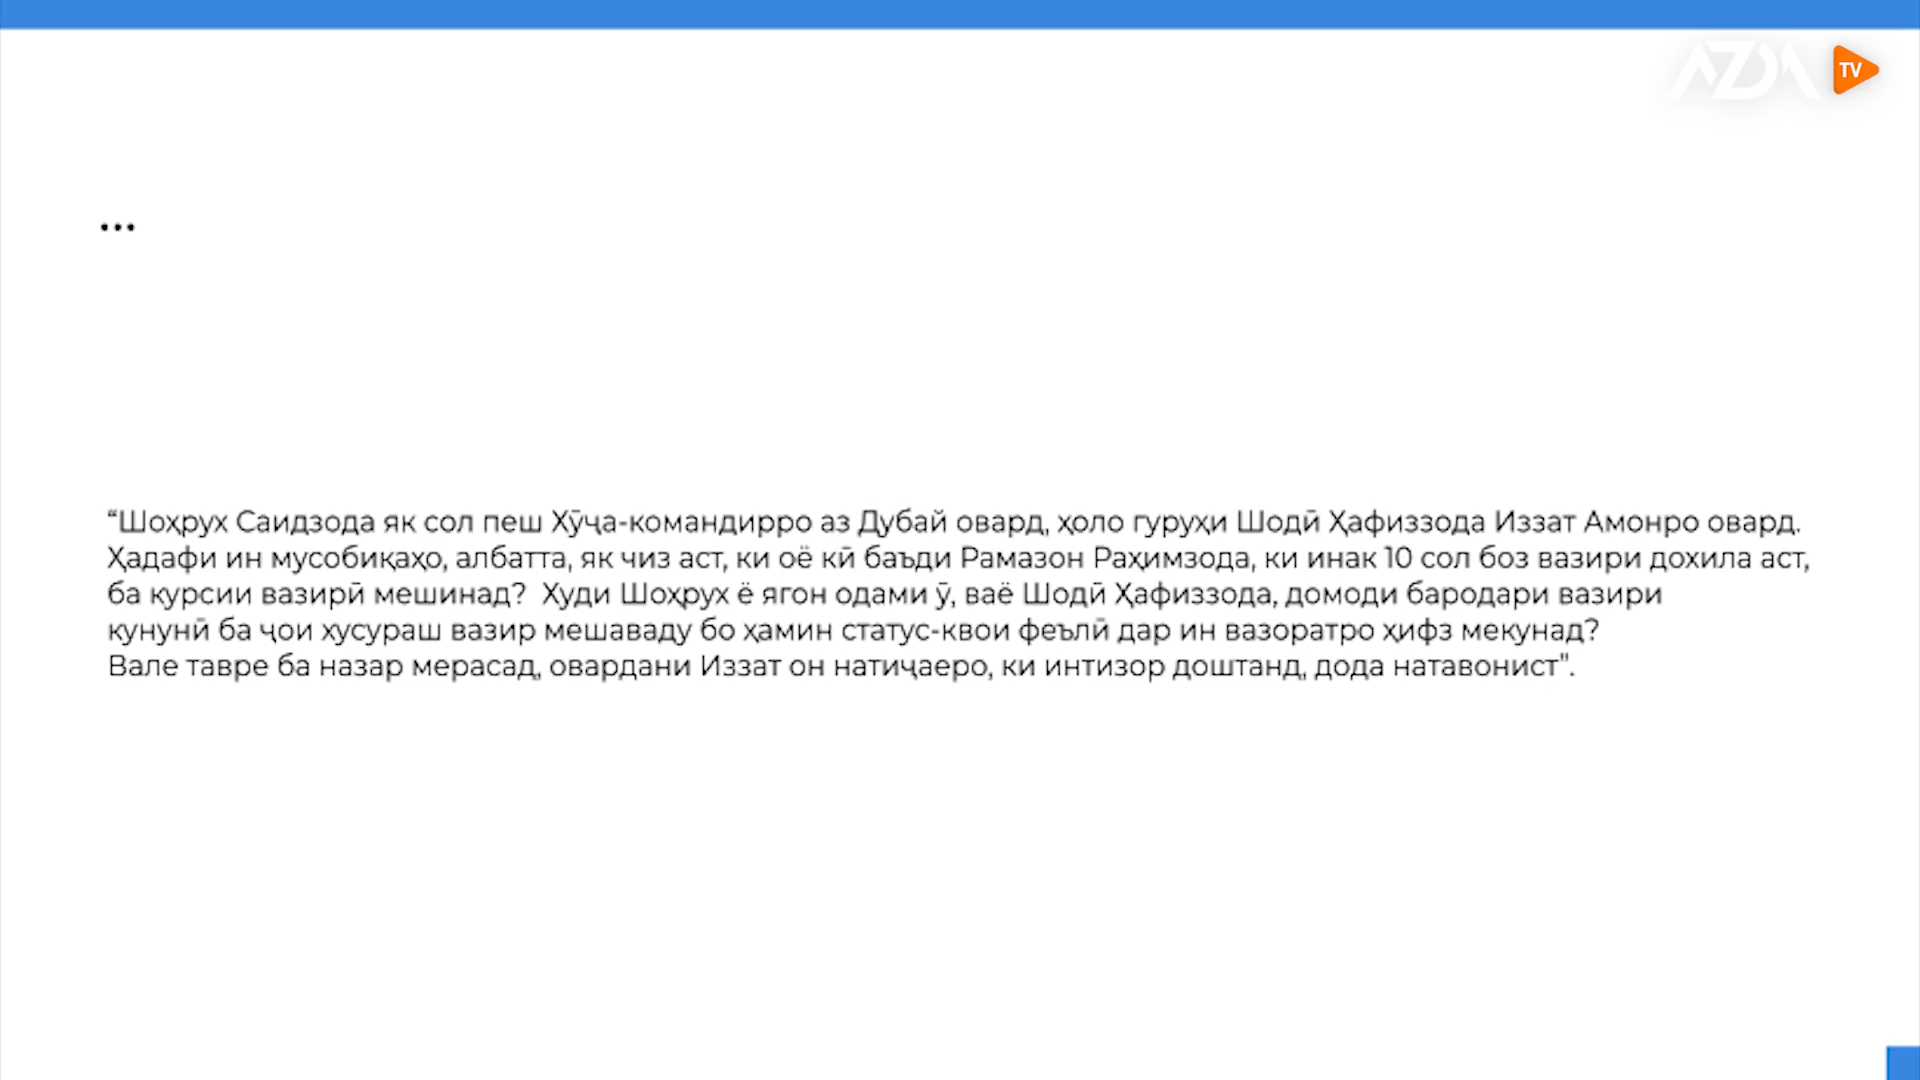 AZDA TV
...
“Шоҳрух Саидзода як сол пеш Хӯҷа-командирро аз Дубай овард, ҳоло гуруҳи Шодӣ Ҳафиззода Иззат Амонро овард.
Ҳадафи ин мусобиқаҳо, албатта, як чиз аст, ки оё кӣ баъди Рамазон Раҳимзода, ки инак 10 сол боз вазири дохила аст,
ба курсии вазирӣ мешинад? Худи Шоҳрух ё ягон одами ӯ, ваё Шодӣ Ҳафиззода, домоди бародари вазири
кунунӣ ба ҷои хусураш вазир мешаваду бо ҳамин статус-квои феълӣ дар ин вазоратро ҳифз мекунад?
Вале тавре ба назар мерасад, овардани Иззат он натиҷаеро, ки интизор доштанд, дода натавонист".